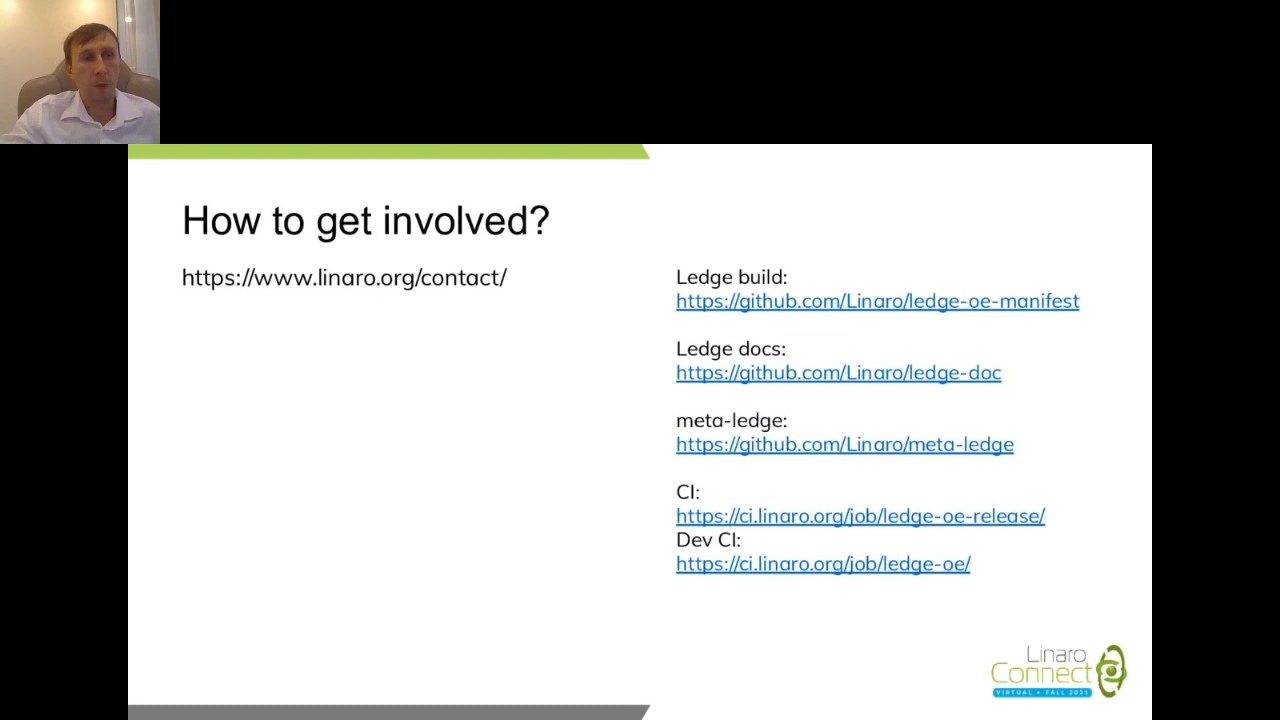 How to get involved?
https://www.linaro.org/contact/
Ledge build:
https://github.com/Linaro/ledge-oe-manifest
Ledge docs:
https://github.com/Linaro/ledge-doc
meta-ledge:
https://github.com/Linaro/meta-ledge
CI:
https://ci.linaro.org/job/ledge-oe-release/
Dev CI:
https://ci.linaro.org/job/ledge-oe/
Linaro
Connect
VIRTUAL • FALL 2021